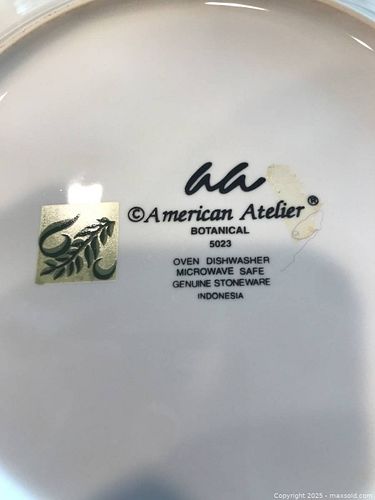 aa
©American Atelier®
BOTANICAL
5023
OVEN DISHWASHER
MICROWAVE SAFE
GENUINE STONEWARE
INDONESIA
Copyright © 2025 - maxsold.com